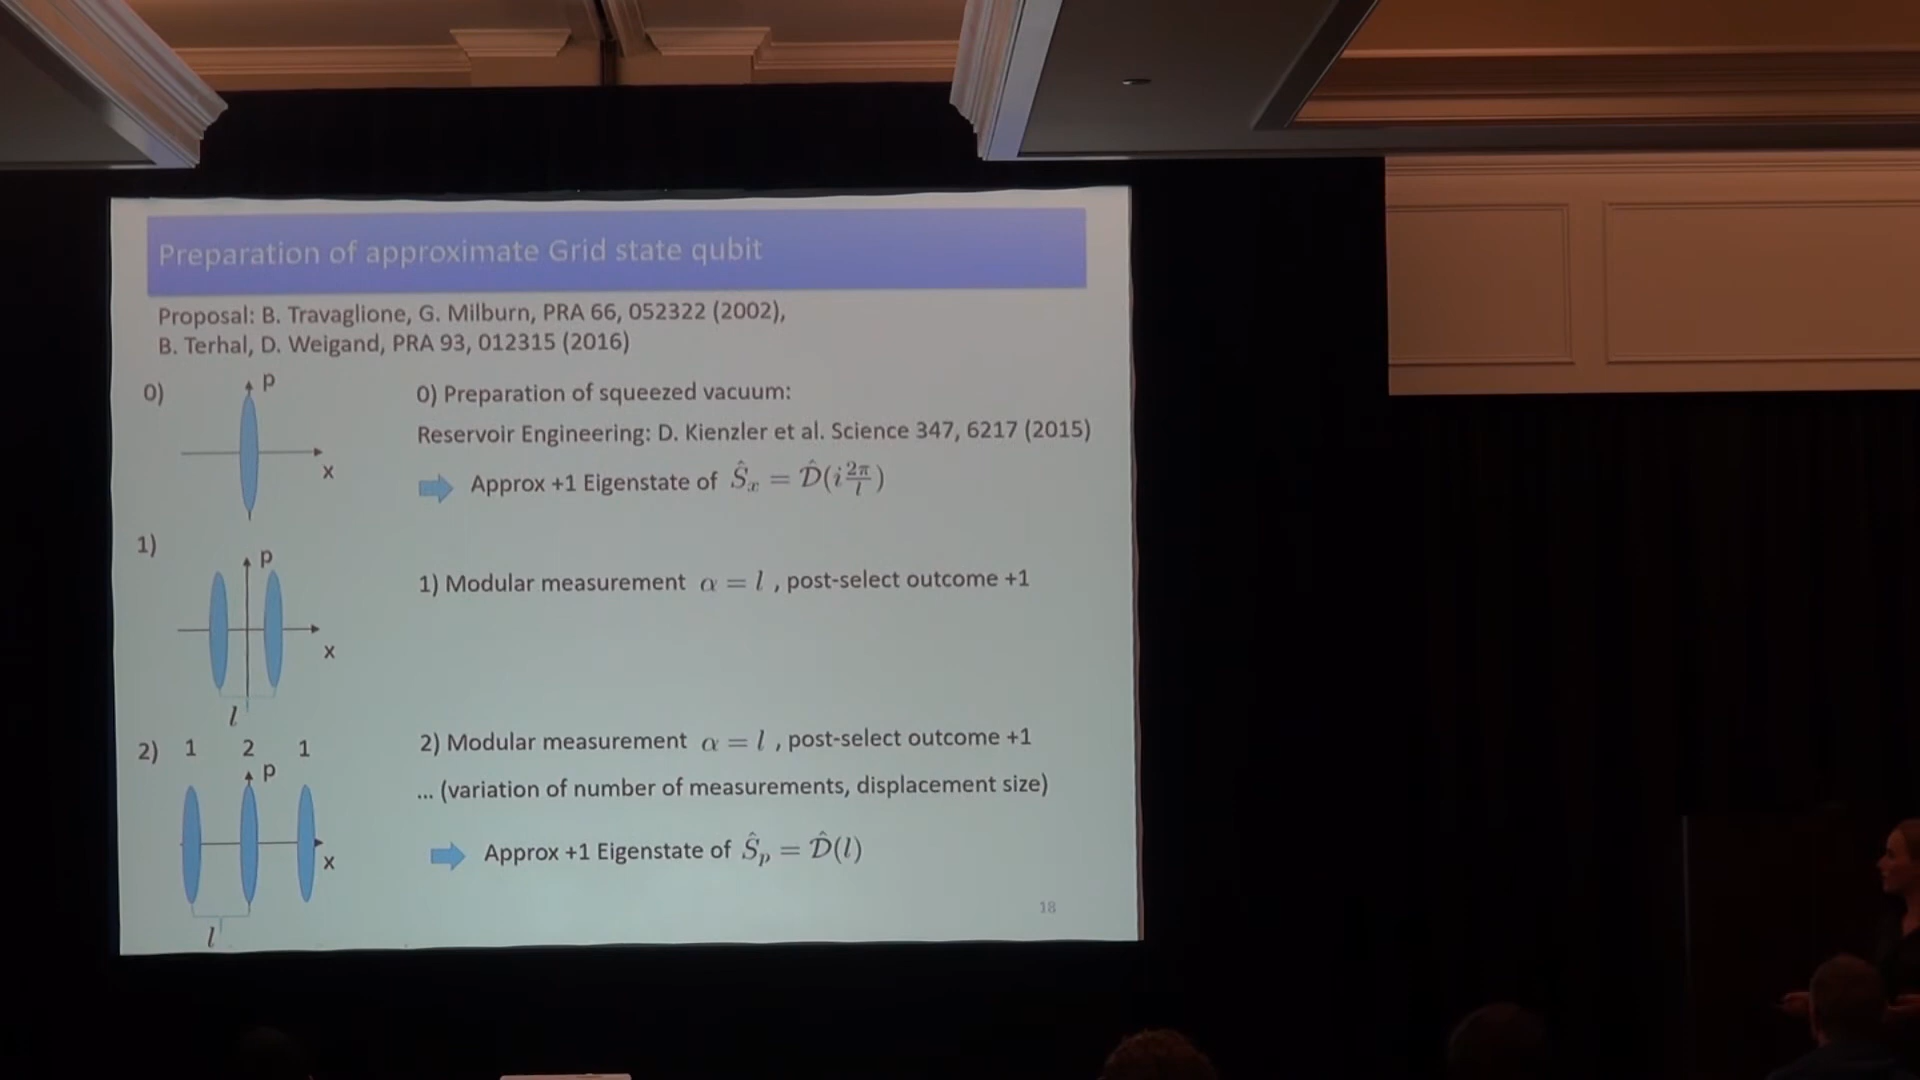 Preparation of approximate Grid state qubit
Proposal: B. Travaglione, G. Milburn, PRA 66, 052322 (2002),
B. Terhal, D. Weigand, PRA 93, 012315 (2016)
0)
p
x
0) Preparation of squeezed vacuum:
Reservoir Engineering: D. Kienzler et al. Science 347, 6217 (2015)
Approx +1 Eigenstate of Ŝₓ = D̂(i 2π/l)
1)
p
x
l
1) Modular measurement α = l , post-select outcome +1
2) 1 2 1
p
x
l
2) Modular measurement α = l , post-select outcome +1
... (variation of number of measurements, displacement size)
Approx +1 Eigenstate of Ŝₚ = D̂(l)
18